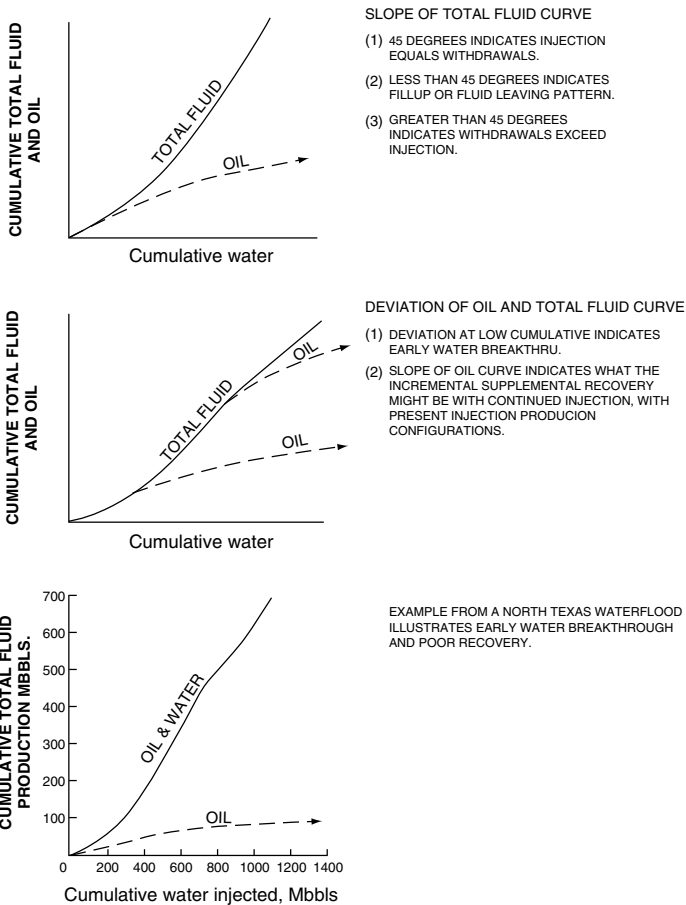 CUMULATIVE TOTAL FLUID
AND OIL
TOTAL FLUID
OIL
Cumulative water
SLOPE OF TOTAL FLUID CURVE
(1) 45 DEGREES INDICATES INJECTION
EQUALS WITHDRAWALS.
(2) LESS THAN 45 DEGREES INDICATES
FILLUP OR FLUID LEAVING PATTERN.
(3) GREATER THAN 45 DEGREES
INDICATES WITHDRAWALS EXCEED
INJECTION.
CUMULATIVE TOTAL FLUID
AND OIL
TOTAL FLUID
OIL
OIL
Cumulative water
DEVIATION OF OIL AND TOTAL FLUID CURVE
(1) DEVIATION AT LOW CUMULATIVE INDICATES
EARLY WATER BREAKTHRU.
(2) SLOPE OF OIL CURVE INDICATES WHAT THE
INCREMENTAL SUPPLEMENTAL RECOVERY
MIGHT BE WITH CONTINUED INJECTION, WITH
PRESENT INJECTION PRODUCION
CONFIGURATIONS.
CUMULATIVE TOTAL FLUID
PRODUCTION MBBLS.
700
600
500
400
300
200
100
OIL & WATER
OIL
0 200 400 600 800 1000 1200 1400
Cumulative water injected, Mbbls
EXAMPLE FROM A NORTH TEXAS WATERFLOOD
ILLUSTRATES EARLY WATER BREAKTHROUGH
AND POOR RECOVERY.